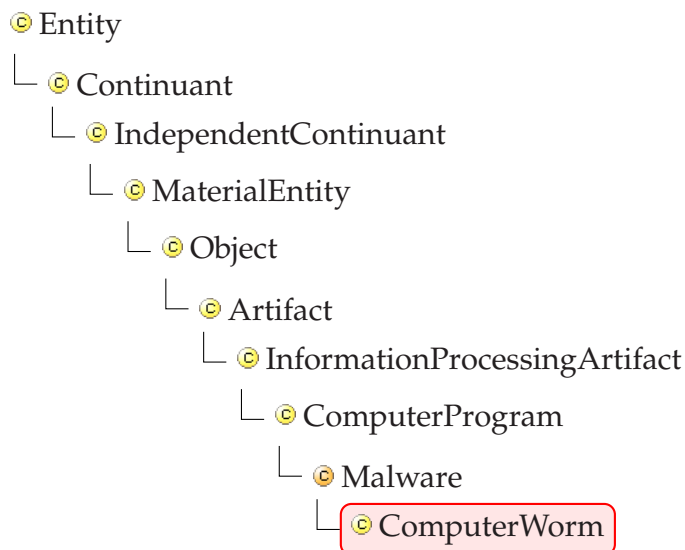 Entity
Continuant
IndependentContinuant
MaterialEntity
Object
Artifact
InformationProcessingArtifact
ComputerProgram
Malware
ComputerWorm